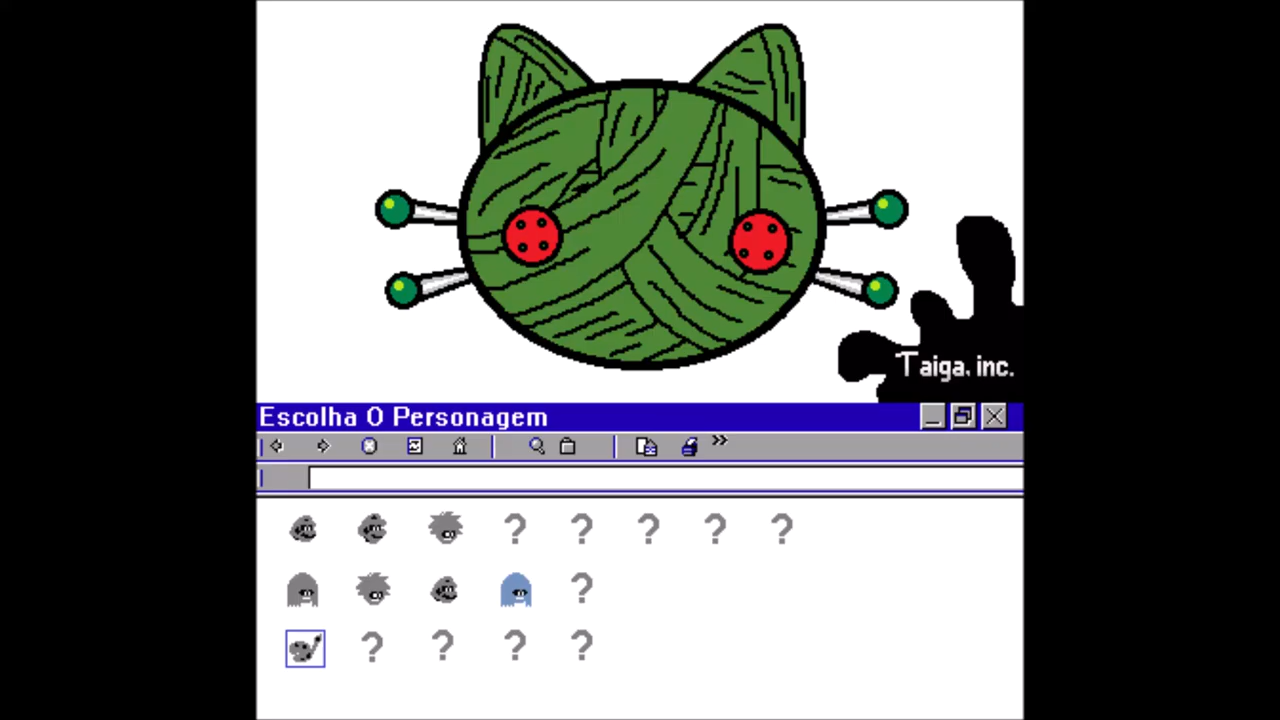 Taiga, inc.
Escolha O Personagem
»
? ? ? ? ?
?
? ? ? ?